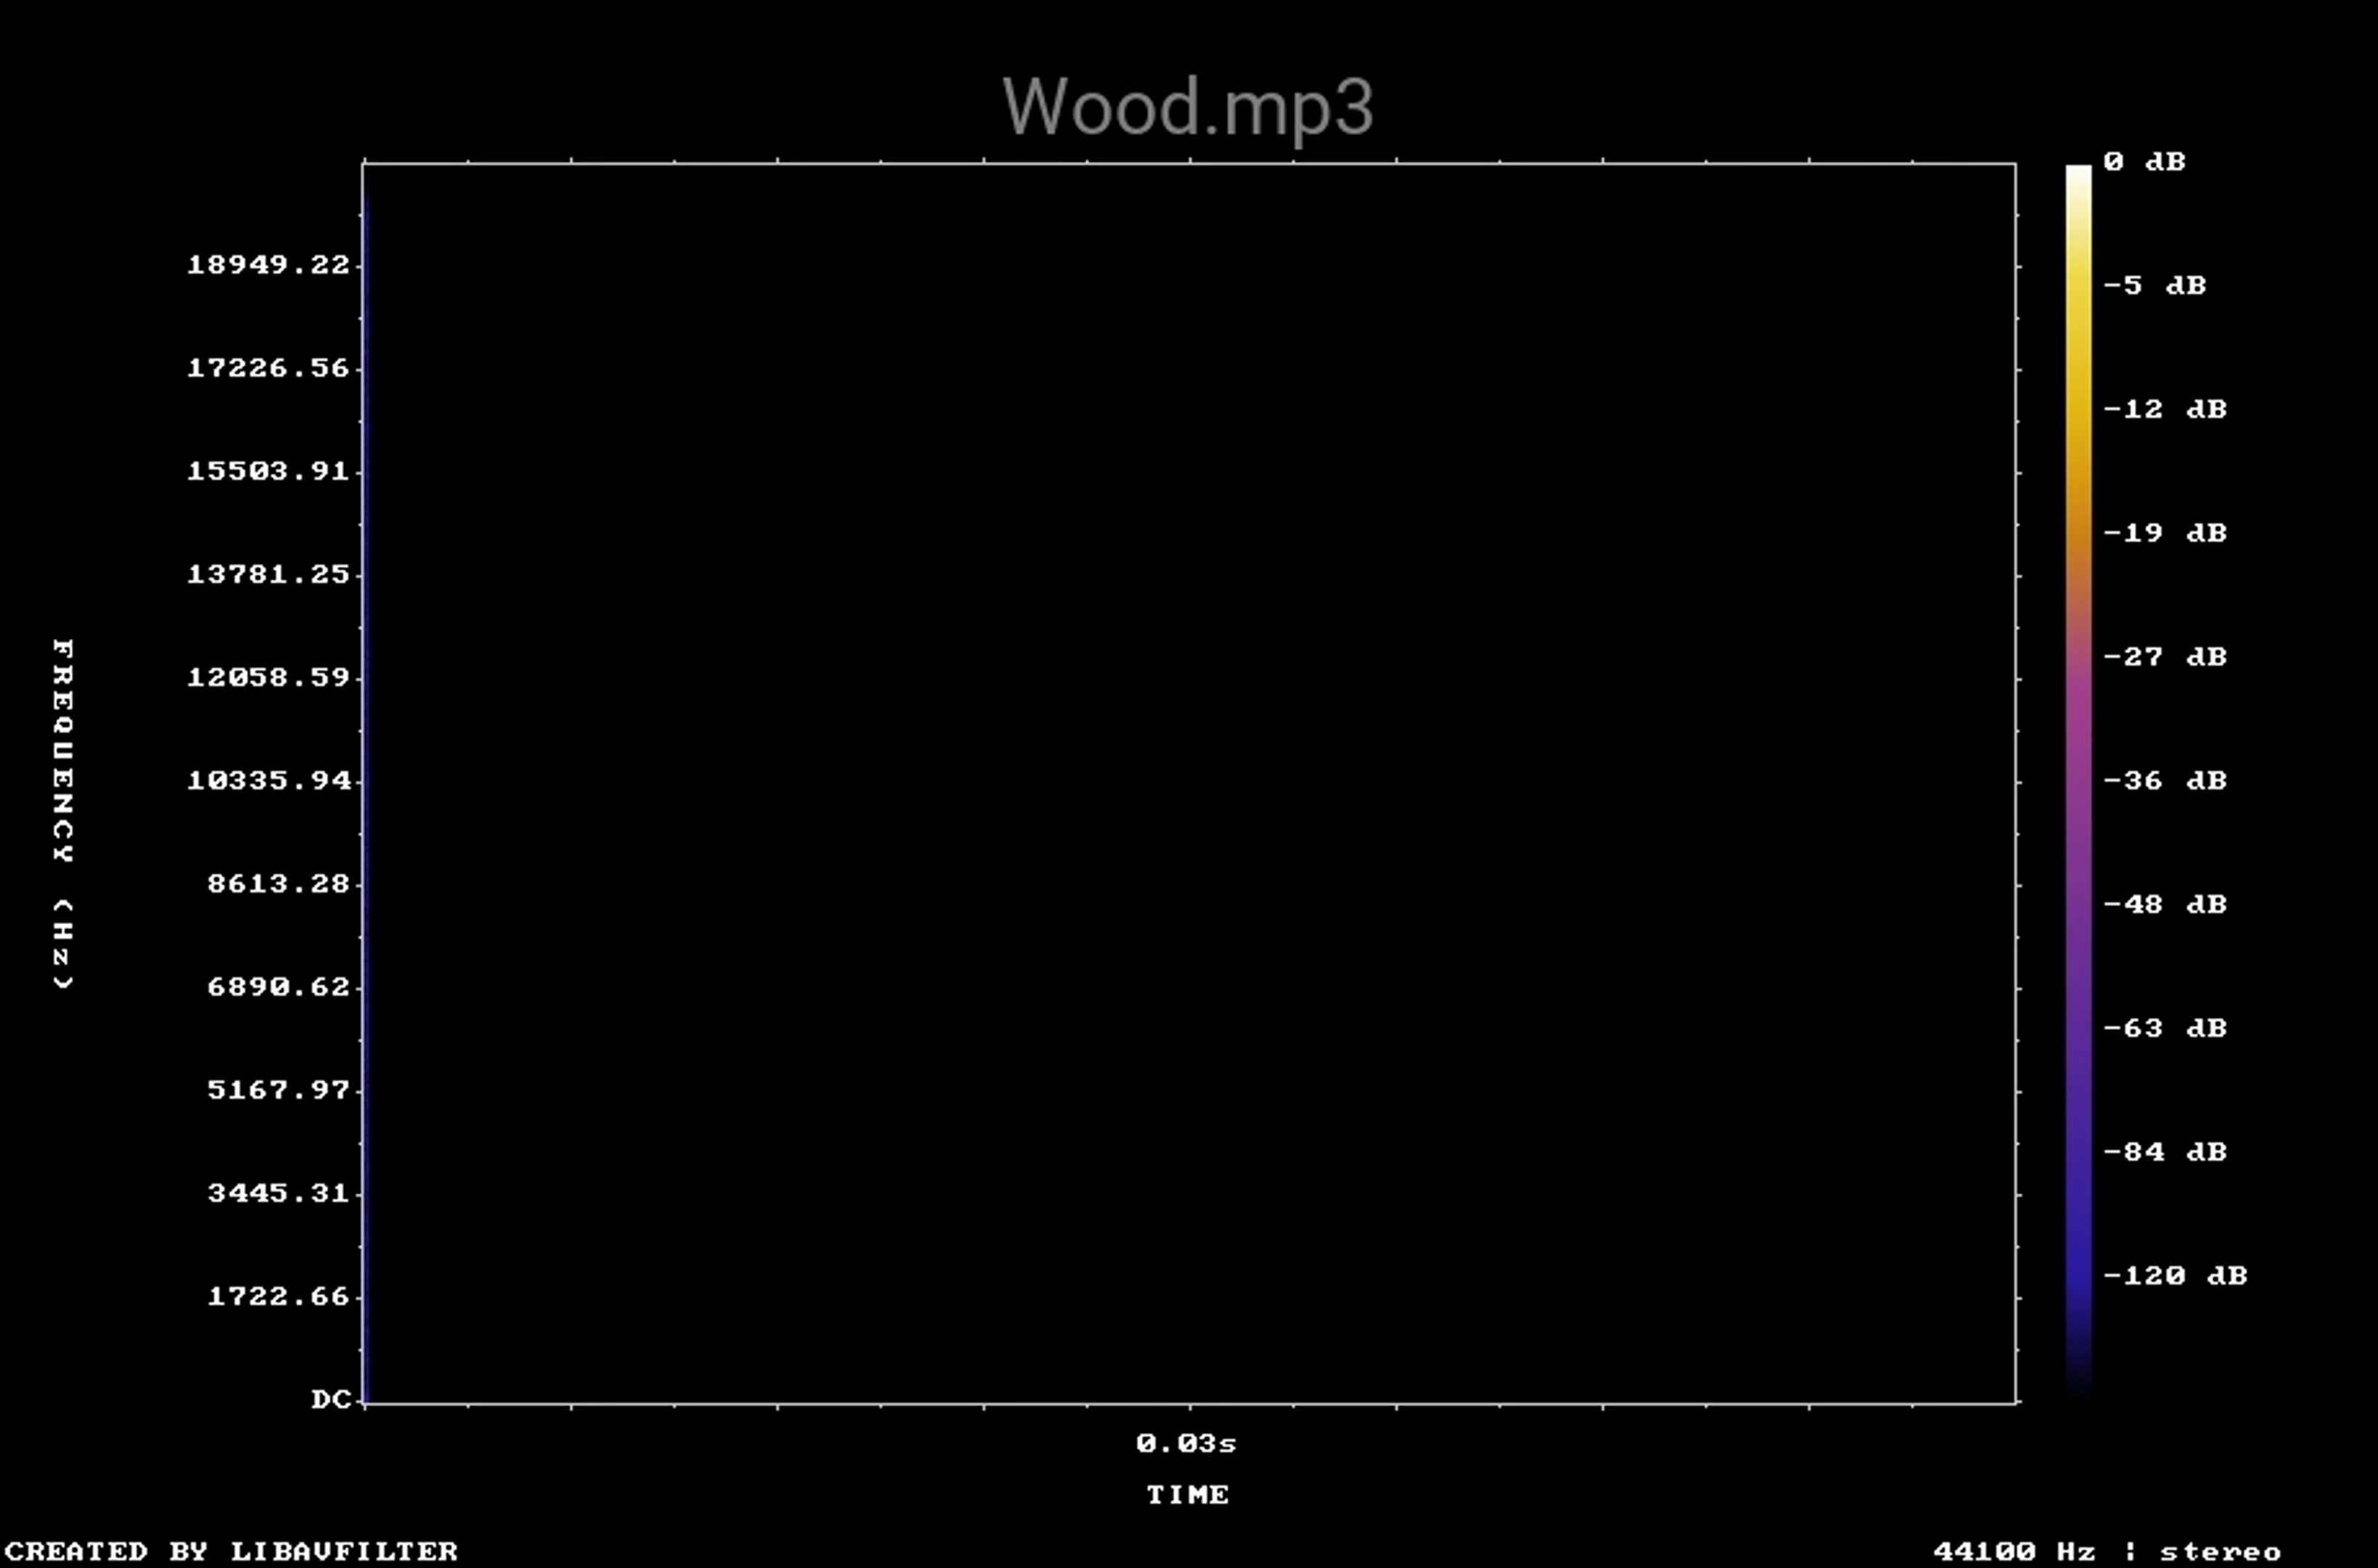 Wood.mp3
0 dB
-5 dB
-12 dB
-19 dB
-27 dB
-36 dB
-48 dB
-63 dB
-84 dB
-120 dB
18949.22
17226.56
15503.91
13781.25
12058.59
10335.94
8613.28
6890.62
5167.97
3445.31
1722.66
DC
FREQUENCY (Hz)
0.03s
TIME
CREATED BY LIBAVFILTER
44100 Hz | stereo